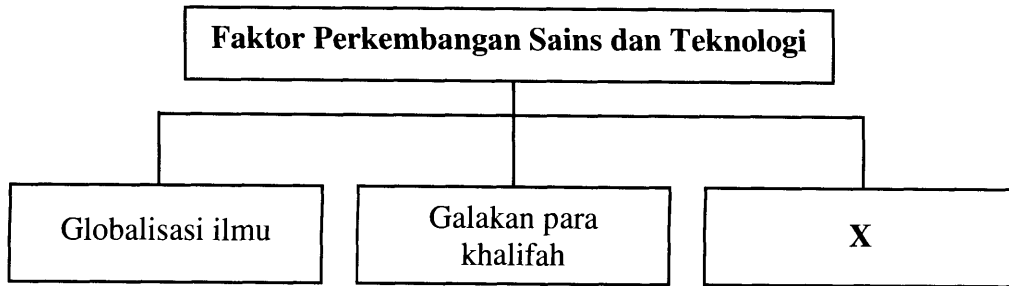 Faktor Perkembangan Sains dan Teknologi
Globalisasi ilmu
Galakan para
khalifah
X